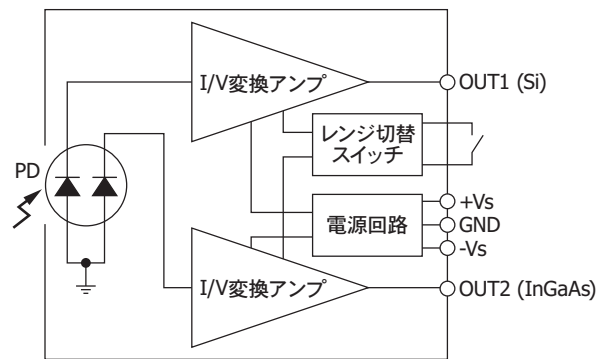 I/V変換アンプ
OUT1 (Si)
レンジ切替
スイッチ
PD
+Vs
電源回路
GND
-Vs
I/V変換アンプ
OUT2 (InGaAs)